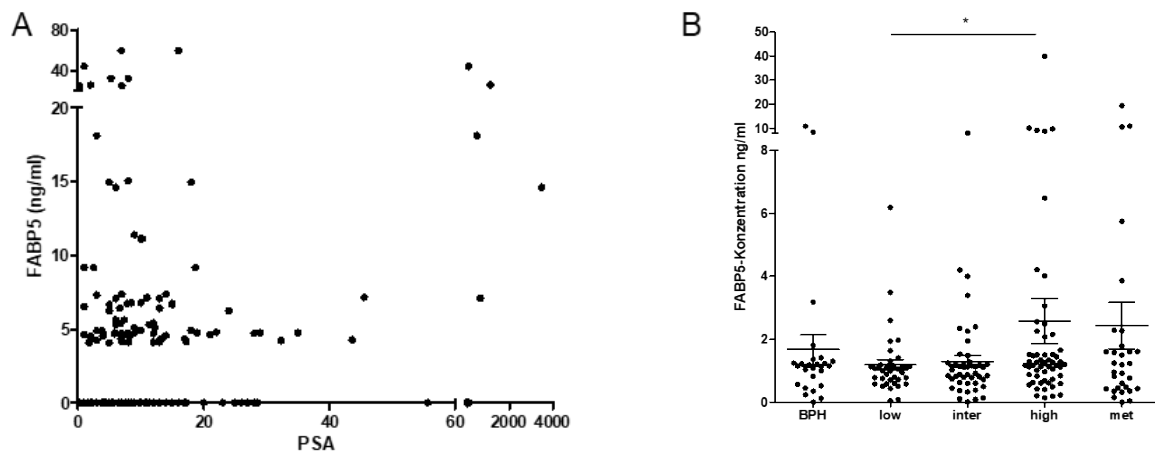 A
FABP5 (ng/ml)
80
40
20
15
10
5
0
0 20 40 60 2000 4000
PSA
B
*
FABP5-Konzentration ng/ml
50
40
30
20
10
8
6
4
2
0
BPH low inter high met